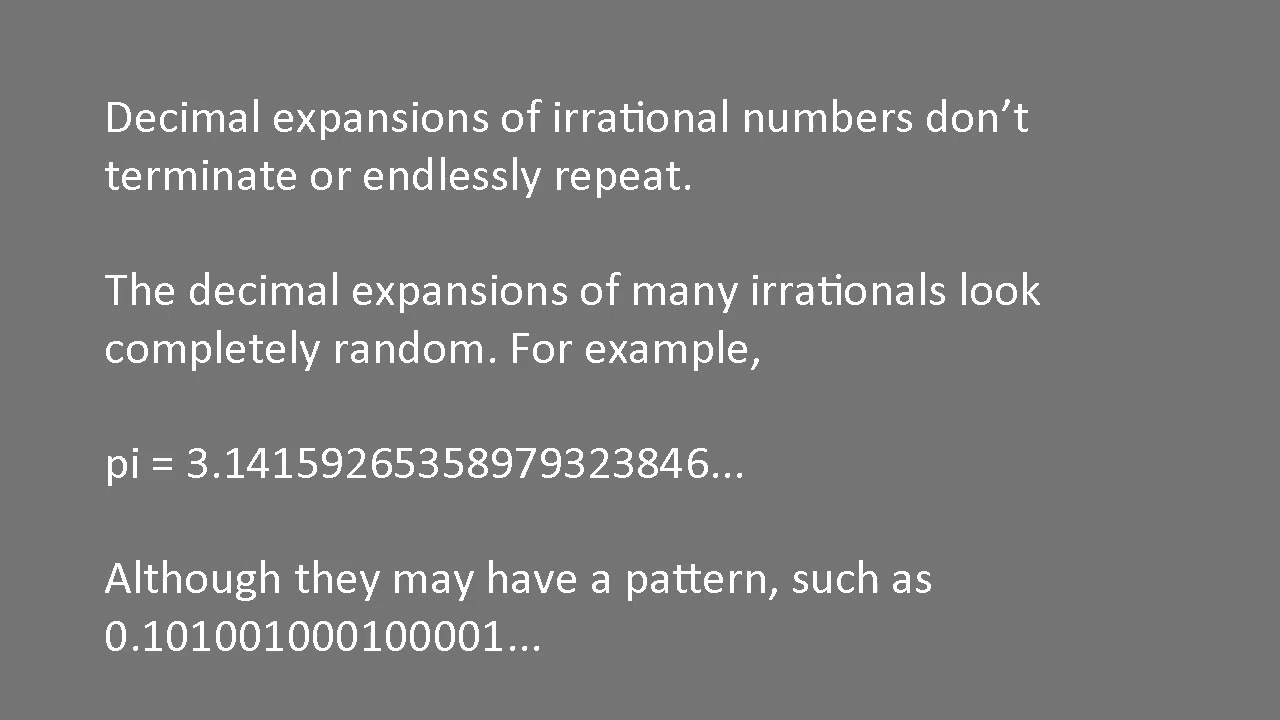 Decimal expansions of irrational numbers don’t
terminate or endlessly repeat.
The decimal expansions of many irrationals look
completely random. For example,
pi = 3.14159265358979323846...
Although they may have a pattern, such as
0.101001000100001...